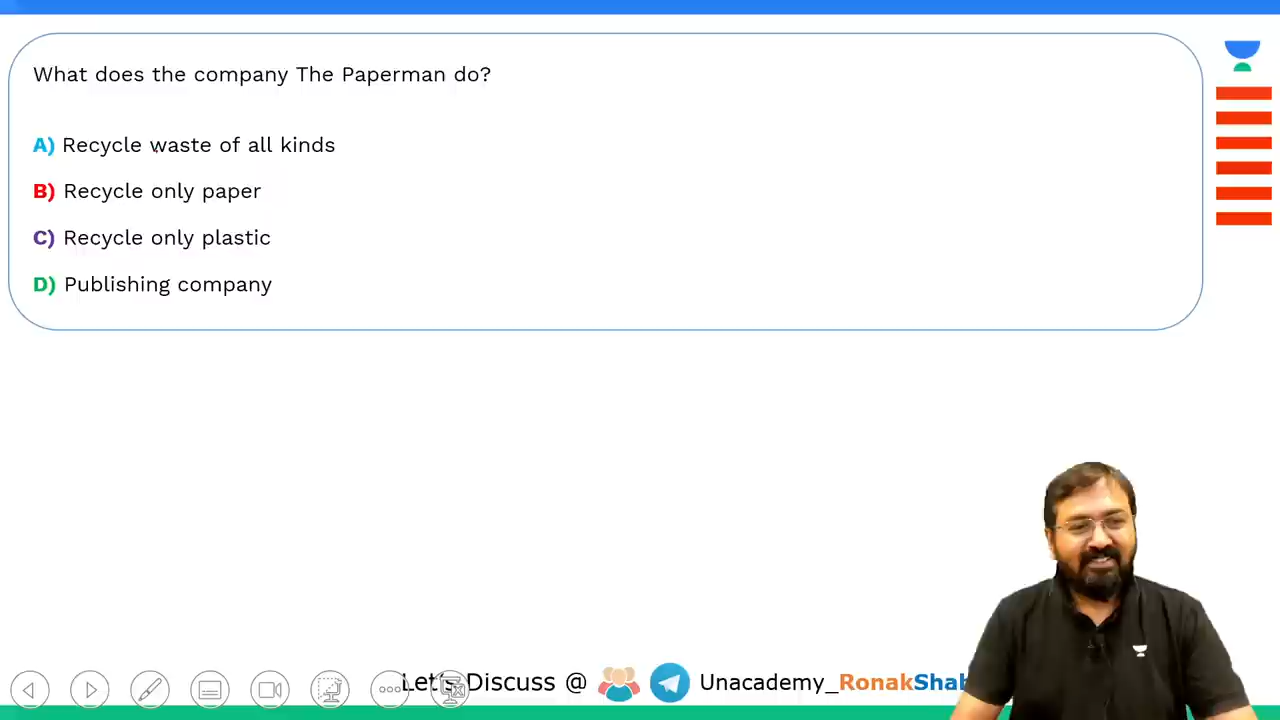 What does the company The Paperman do?
A) Recycle waste of all kinds
B) Recycle only paper
C) Recycle only plastic
D) Publishing company
Let's Discuss @ Unacademy_RonakShah